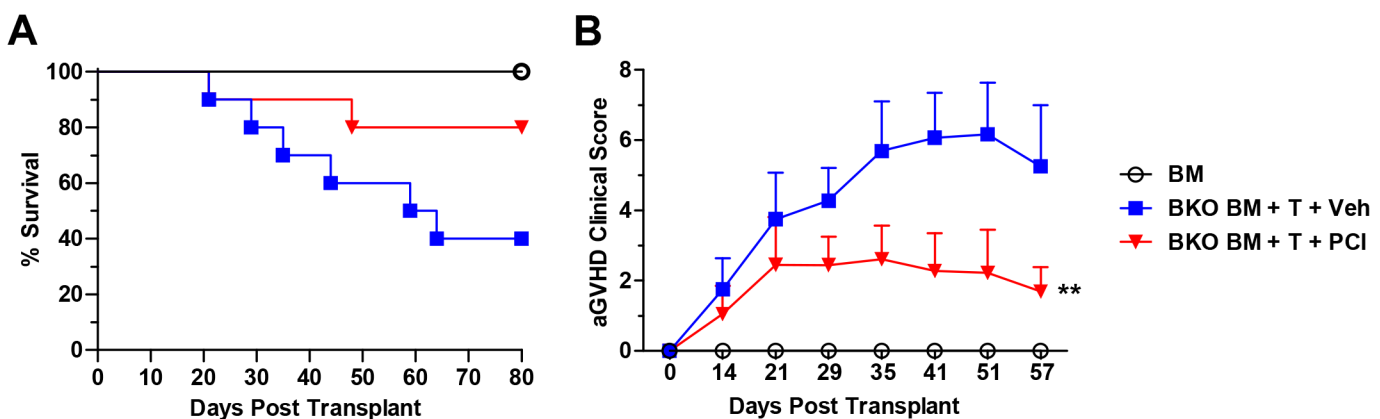 A
100
80
60
40
20
0
% Survival
0 10 20 30 40 50 60 70 80
Days Post Transplant
B
8
6
4
2
0
aGVHD Clinical Score
**
0 14 21 29 35 41 51 57
Days Post Transplant
BM
BKO BM + T + Veh
BKO BM + T + PCI